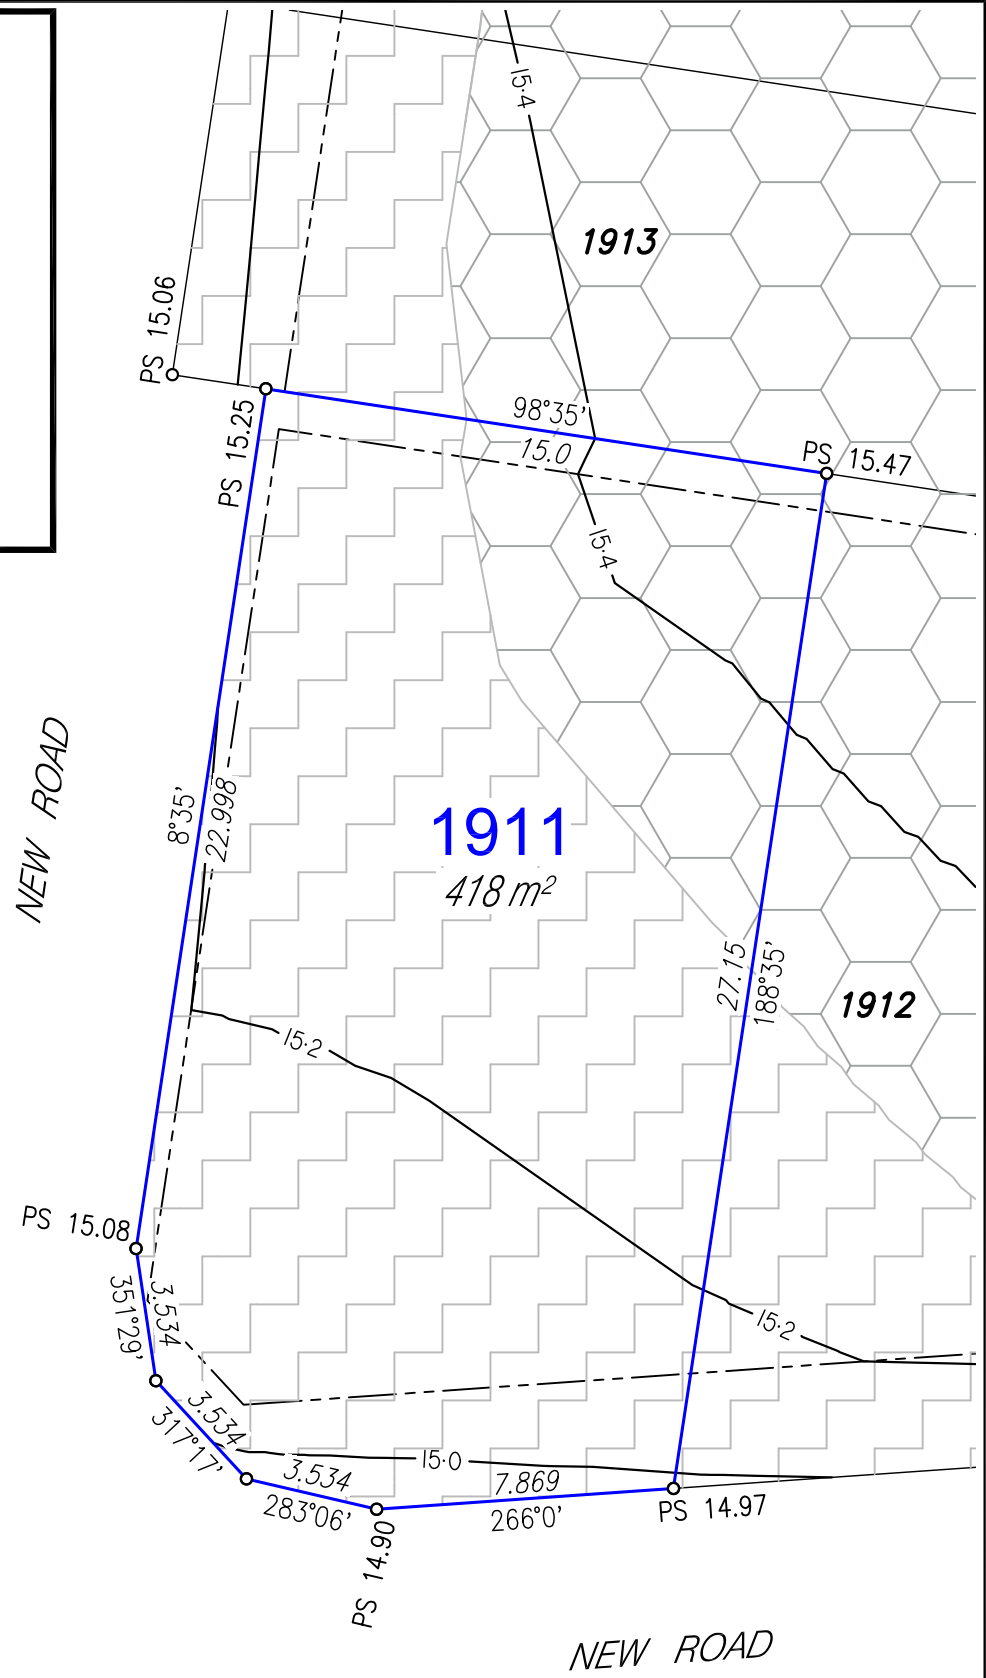 15·4
1913
PS 15.06
98°35'
15.0
PS 15.25
PS 15.47
15·4
NEW ROAD
8°35'
22.998
1911
418 m²
27.15
188°35'
1912
15·2
PS 15.08
351°29'
3.534
15·2
3.534
317°17'
15·0
3.534
283°06'
7.869
266°0'
PS 14.97
PS 14.90
NEW ROAD